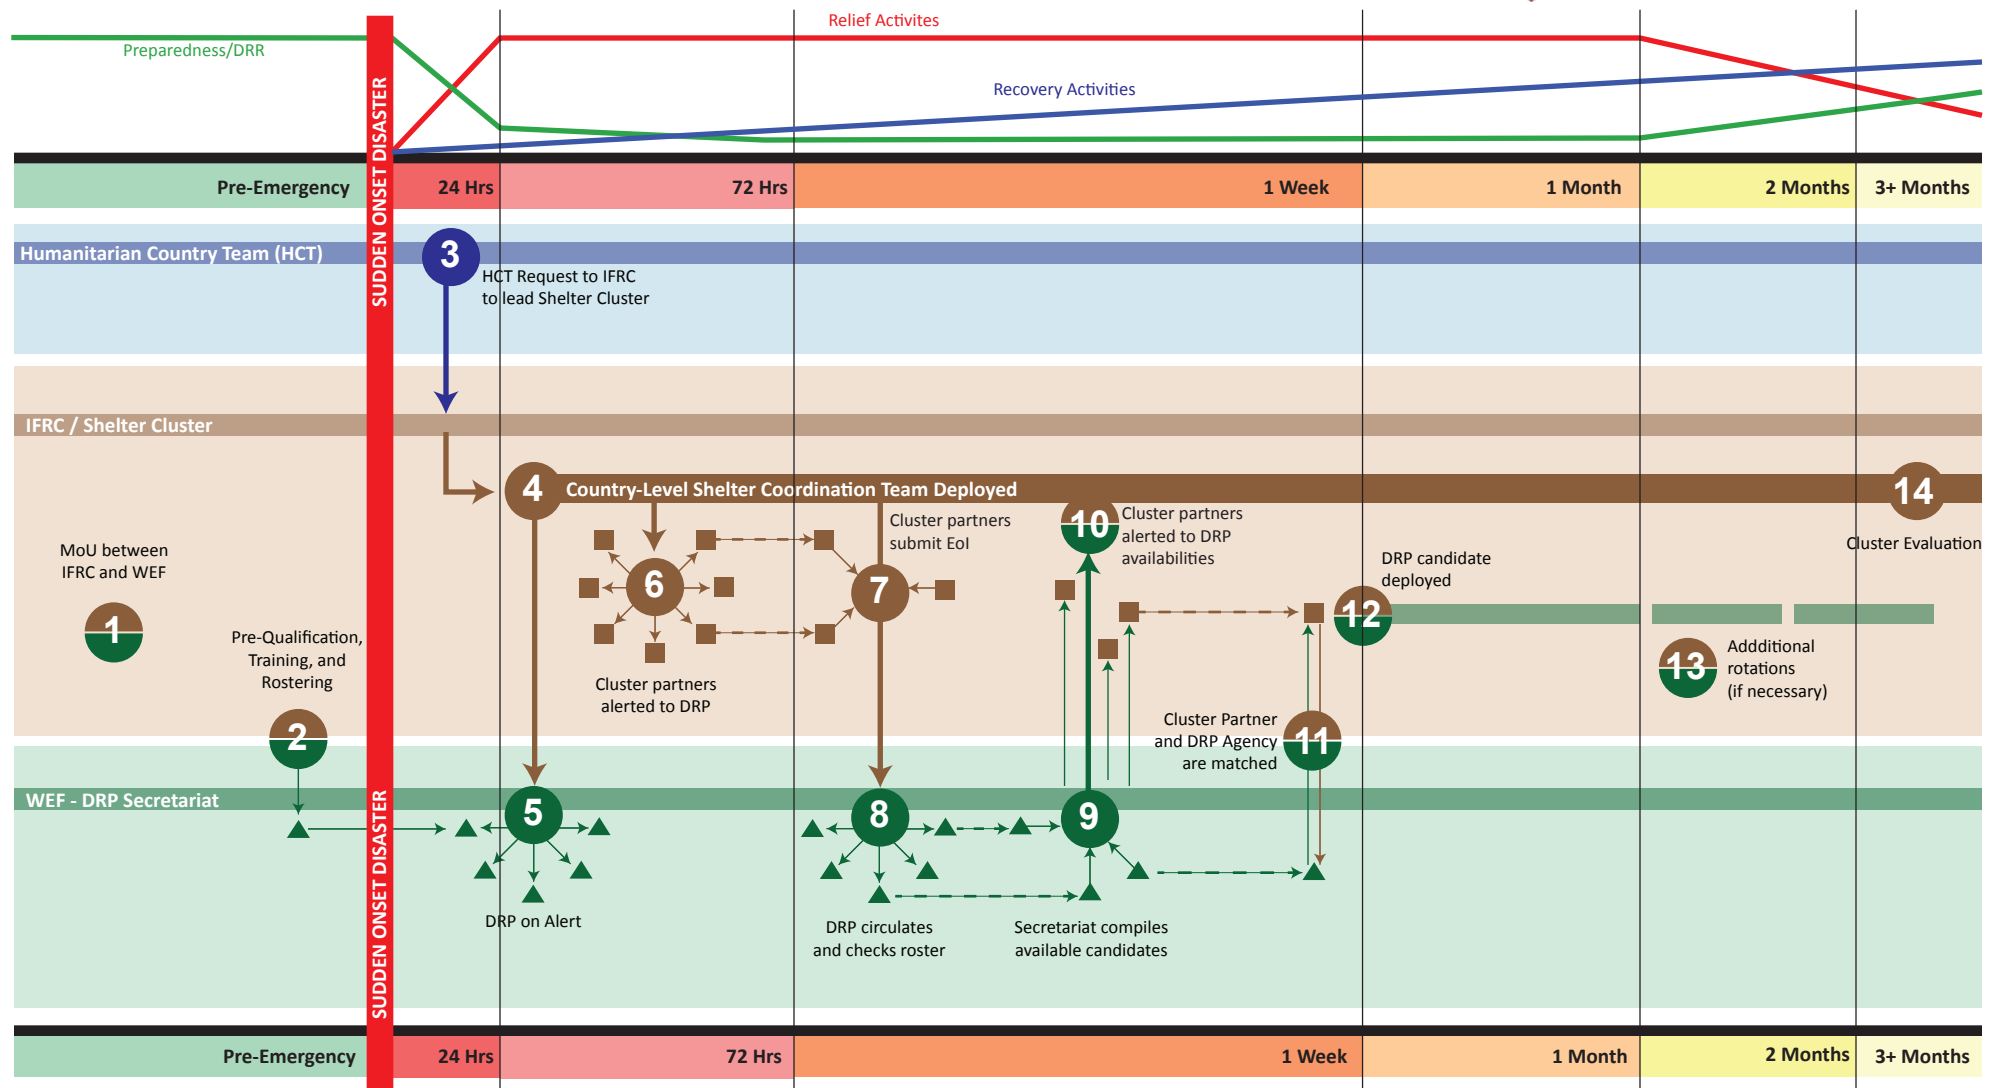 Relief Activites
Preparedness/DRR
Recovery Activities
SUDDEN ONSET DISASTER
Pre-Emergency
24 Hrs
72 Hrs
1 Week
1 Month
2 Months
3+ Months
Humanitarian Country Team (HCT)
3
HCT Request to IFRC
to lead Shelter Cluster
IFRC / Shelter Cluster
4
Country-Level Shelter Coordination Team Deployed
14
Cluster Evaluation
MoU between
IFRC and WEF
1
Pre-Qualification,
Training, and
Rostering
2
6
Cluster partners
alerted to DRP
Cluster partners
submit EoI
7
10
Cluster partners
alerted to DRP
availabilities
DRP candidate
deployed
12
13
Addditional
rotations
(if necessary)
Cluster Partner
and DRP Agency
are matched
11
WEF - DRP Secretariat
5
DRP on Alert
8
DRP circulates
and checks roster
9
Secretariat compiles
available candidates
SUDDEN ONSET DISASTER
Pre-Emergency
24 Hrs
72 Hrs
1 Week
1 Month
2 Months
3+ Months